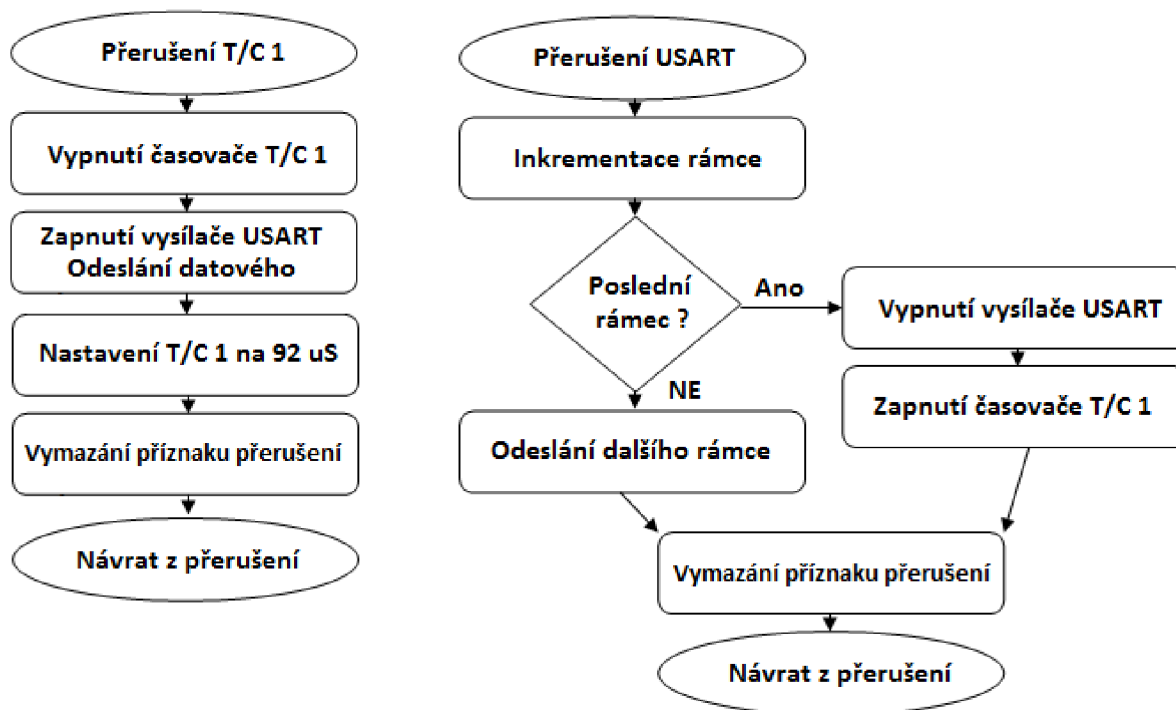 Přerušení T/C 1
Vypnutí časovače T/C 1
Zapnutí vysílače USART
Odeslání datového
Nastavení T/C 1 na 92 uS
Vymazání příznaku přerušení
Návrat z přerušení
Přerušení USART
Inkrementace rámce
Poslední
rámec ?
Ano
Vypnutí vysílače USART
Zapnutí časovače T/C 1
NE
Odeslání dalšího rámce
Vymazání příznaku přerušení
Návrat z přerušení